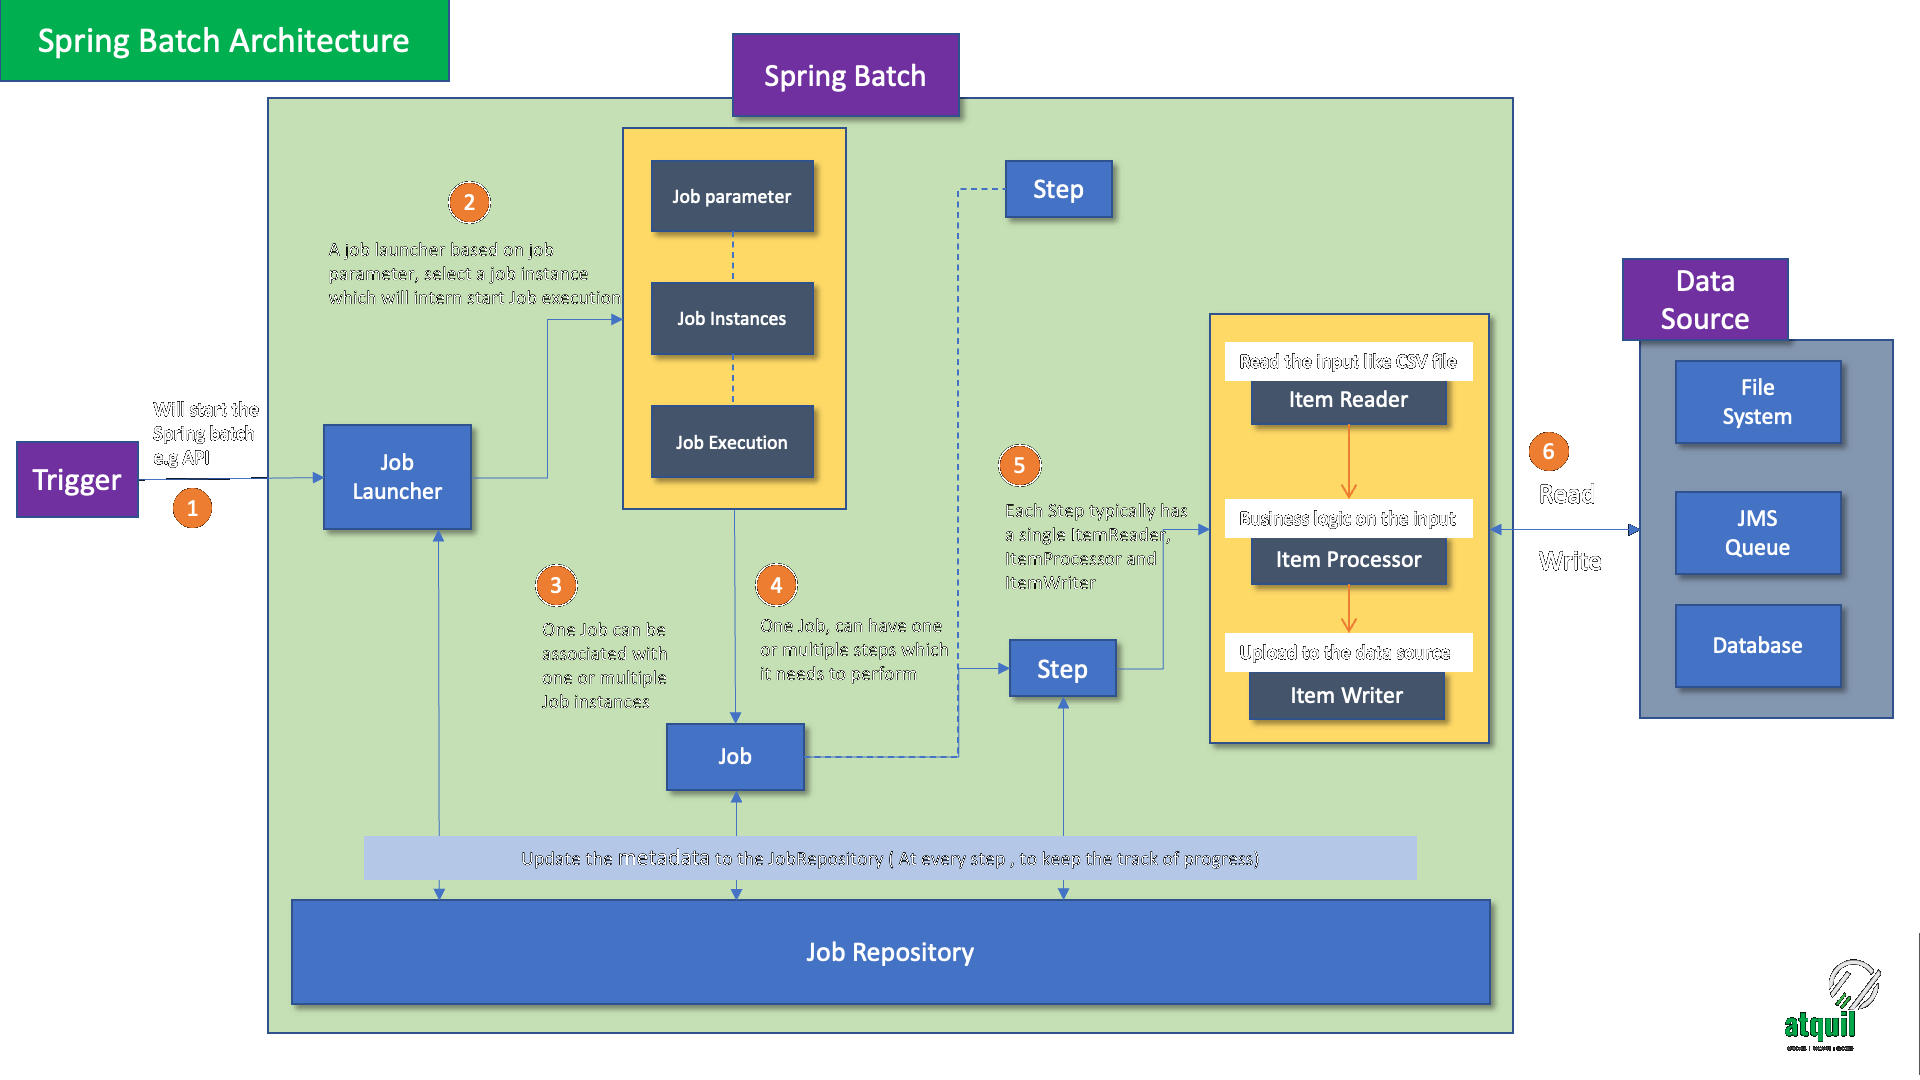 Spring Batch Architecture
Spring Batch
Job parameter
Step
2
A job launcher based on job
parameter, select a job instance
which will intern start Job execution
Job Instances
Data
Source
Read the input like CSV file
Item Reader
File
System
Will start the
Spring batch
e.g API
Trigger
1
Job
Launcher
Job Execution
5
Each Step typically has
a single ItemReader,
ItemProcessor and
ItemWriter
6
Read
Write
Business logic on the input
Item Processor
JMS
Queue
3
One Job can be
associated with
one or multiple
Job instances
4
One Job, can have one
or multiple steps which
it needs to perform
Step
Upload to the data source
Item Writer
Database
Job
Update the metadata to the JobRepository ( At every step , to keep the track of progress)
Job Repository
atquil